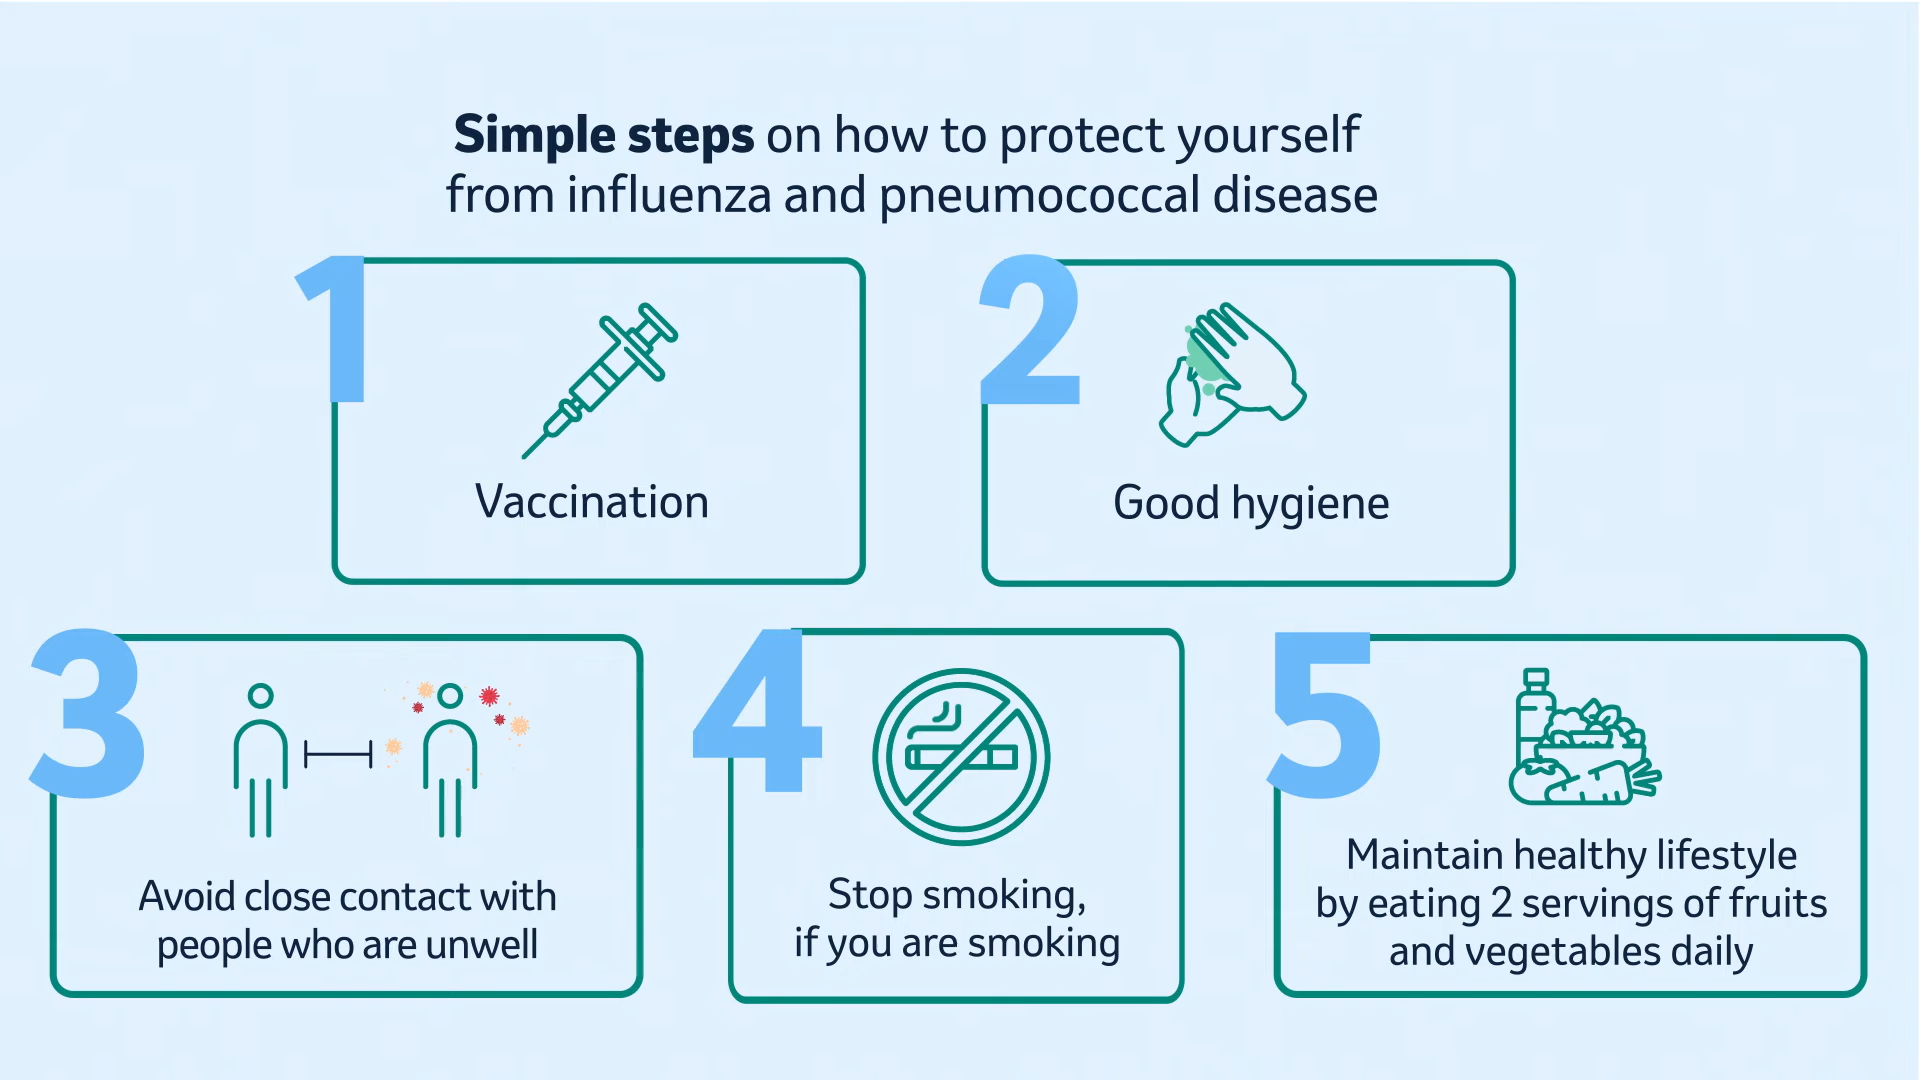 Simple steps on how to protect yourself
from influenza and pneumococcal disease
1
Vaccination
2
Good hygiene
3
Avoid close contact with
people who are unwell
4
Stop smoking,
if you are smoking
5
Maintain healthy lifestyle
by eating 2 servings of fruits
and vegetables daily